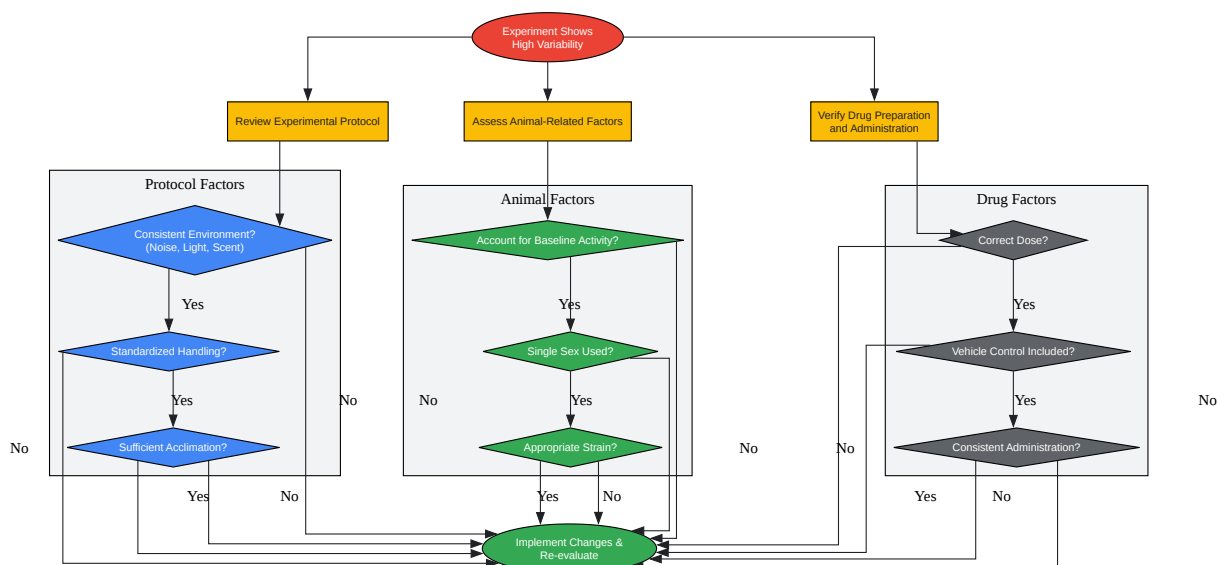 Experiment Shows
High Variability
Review Experimental Protocol
Assess Animal-Related Factors
Verify Drug Preparation
and Administration
Protocol Factors
Animal Factors
Drug Factors
Consistent Environment?
(Noise, Light, Scent)
Account for Baseline Activity?
Correct Dose?
Yes
Yes
Yes
Standardized Handling?
Single Sex Used?
Vehicle Control Included?
Yes
No
No
Yes
Yes
No
No
Sufficient Acclimation?
Appropriate Strain?
No
No
Consistent Administration?
Yes
No
Yes
No
Yes
No
Implement Changes &
Re-evaluate